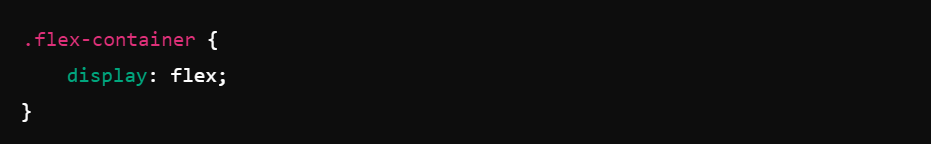 .flex-container {
    display: flex;
}